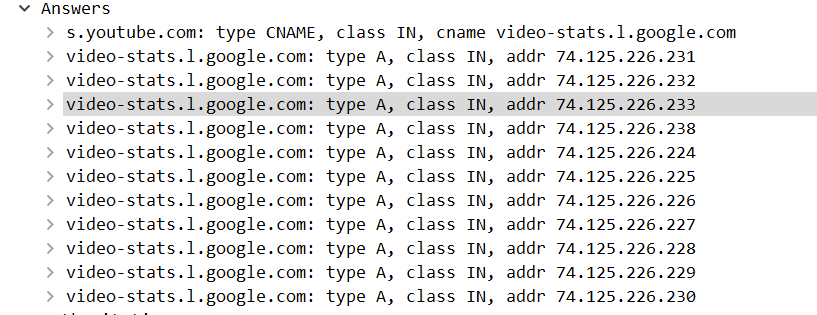 Answers
s.youtube.com: type CNAME, class IN, cname video-stats.l.google.com
video-stats.l.google.com: type A, class IN, addr 74.125.226.231
video-stats.l.google.com: type A, class IN, addr 74.125.226.232
video-stats.l.google.com: type A, class IN, addr 74.125.226.233
video-stats.l.google.com: type A, class IN, addr 74.125.226.238
video-stats.l.google.com: type A, class IN, addr 74.125.226.224
video-stats.l.google.com: type A, class IN, addr 74.125.226.225
video-stats.l.google.com: type A, class IN, addr 74.125.226.226
video-stats.l.google.com: type A, class IN, addr 74.125.226.227
video-stats.l.google.com: type A, class IN, addr 74.125.226.228
video-stats.l.google.com: type A, class IN, addr 74.125.226.229
video-stats.l.google.com: type A, class IN, addr 74.125.226.230